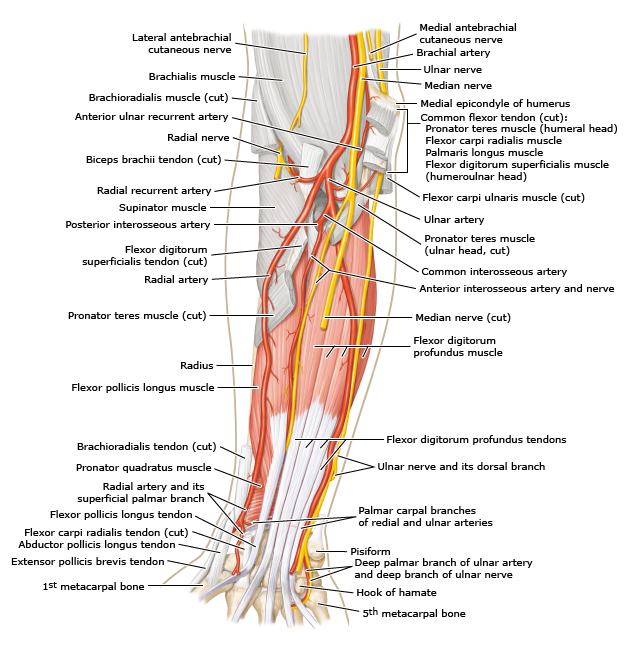 Lateral antebrachial
cutaneous nerve
Brachialis muscle
Brachioradialis muscle (cut)
Anterior ulnar recurrent artery
Radial nerve
Biceps brachii tendon (cut)
Radial recurrent artery
Supinator muscle
Posterior interosseous artery
Flexor digitorum
superficialis tendon (cut)
Radial artery
Pronator teres muscle (cut)
Radius
Flexor pollicis longus muscle
Brachioradialis tendon (cut)
Pronator quadratus muscle
Radial artery and its
superficial palmar branch
Flexor pollicis longus tendon
Flexor carpi radialis tendon (cut)
Abductor pollicis longus tendon
Extensor pollicis brevis tendon
1st metacarpal bone
Medial antebrachial
cutaneous nerve
Brachial artery
Ulnar nerve
Median nerve
Medial epicondyle of humerus
Common flexor tendon (cut):
Pronator teres muscle (humeral head)
Flexor carpi radialis muscle
Palmaris longus muscle
Flexor digitorum superficialis muscle
(humeroulnar head)
Flexor carpi ulnaris muscle (cut)
Ulnar artery
Pronator teres muscle
(ulnar head, cut)
Common interosseous artery
Anterior interosseous artery and nerve
Median nerve (cut)
Flexor digitorum
profundus muscle
Flexor digitorum profundus tendons
Ulnar nerve and its dorsal branch
Palmar carpal branches
of redial and ulnar arteries
Pisiform
Deep palmar branch of ulnar artery
and deep branch of ulnar nerve
Hook of hamate
5th metacarpal bone